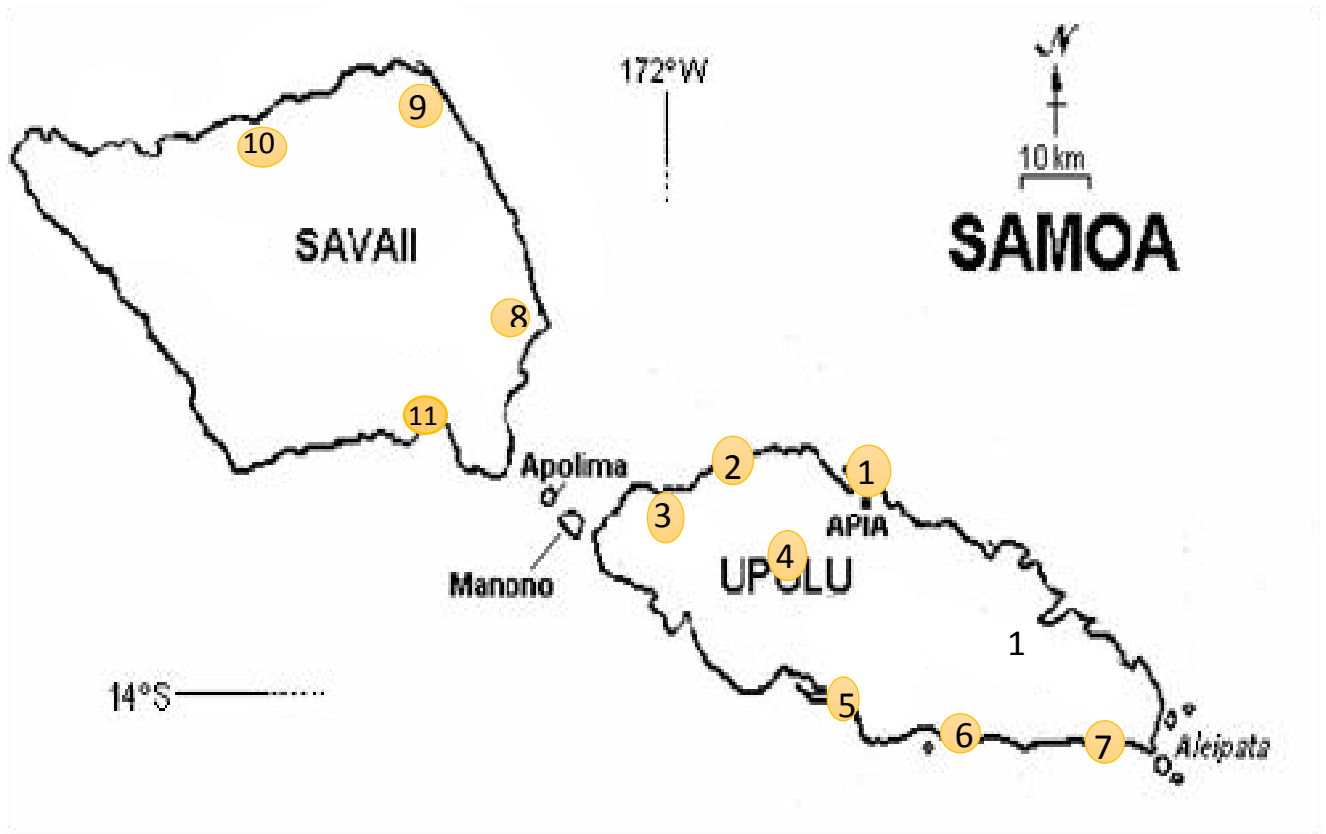 N
172°W
10 km
SAMOA
9
10
SAVAII
8
11
Apolima
2
1
3
APIA
4
UPOLU
Manono
1
14°S
5
6
7
Aleipata